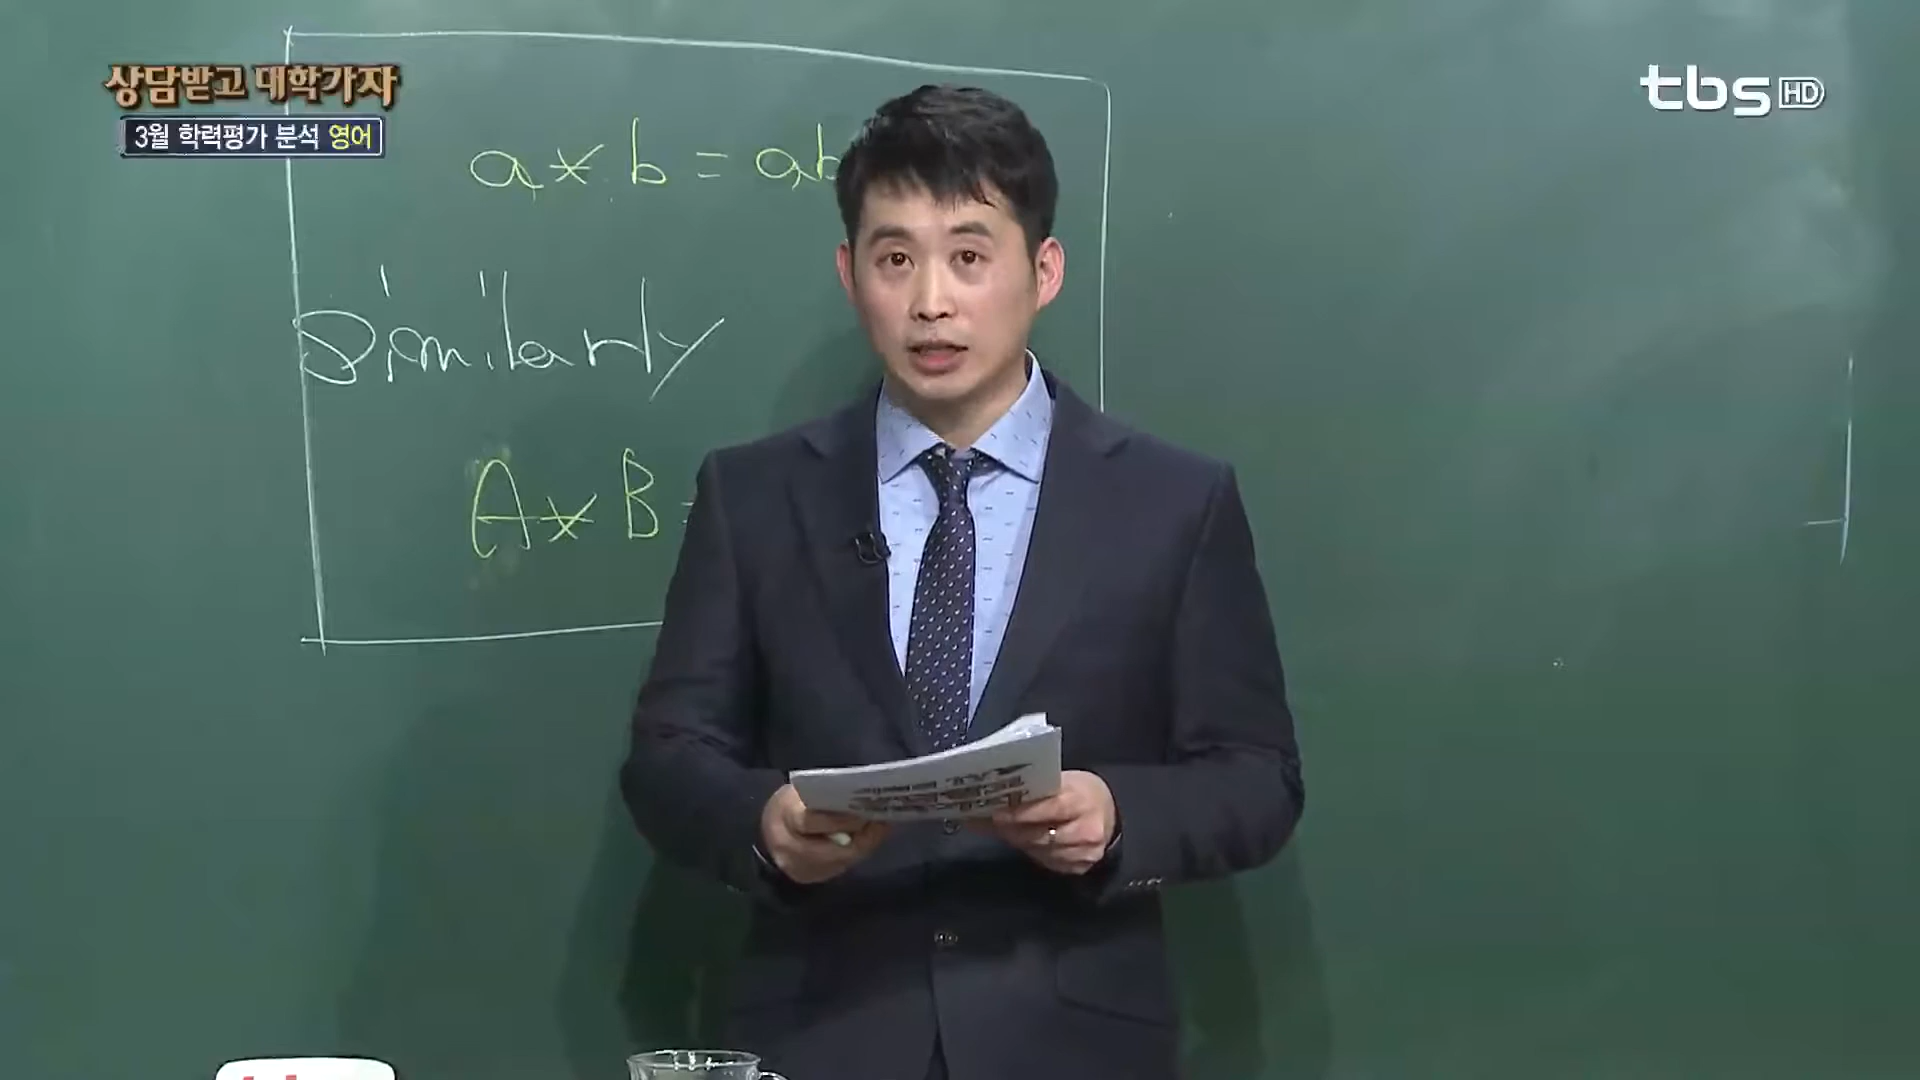 상담받고 대학가자
3월 학력평가 분석 영어
tbs HD
a * b = ab
Similarly
A * B =